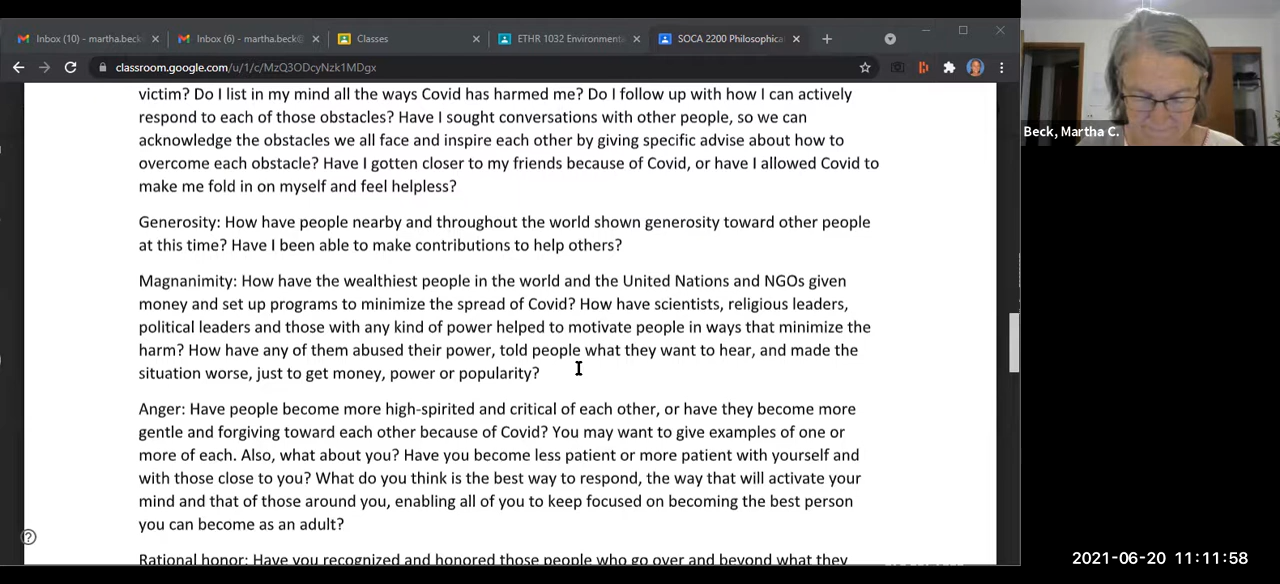 Inbox (10) - martha.beck
Inbox (6) - martha.beck@
Classes
ETHR 1032 Environmenta
SOCA 2200 Philosophica
classroom.google.com/u/1/c/MzQ3ODcyNzk1MDgx
Beck, Martha C.
victim? Do I list in my mind all the ways Covid has harmed me? Do I follow up with how I can actively
respond to each of those obstacles? Have I sought conversations with other people, so we can
acknowledge the obstacles we all face and inspire each other by giving specific advise about how to
overcome each obstacle? Have I gotten closer to my friends because of Covid, or have I allowed Covid to
make me fold in on myself and feel helpless?
Generosity: How have people nearby and throughout the world shown generosity toward other people
at this time? Have I been able to make contributions to help others?
Magnanimity: How have the wealthiest people in the world and the United Nations and NGOs given
money and set up programs to minimize the spread of Covid? How have scientists, religious leaders,
political leaders and those with any kind of power helped to motivate people in ways that minimize the
harm? How have any of them abused their power, told people what they want to hear, and made the
situation worse, just to get money, power or popularity?
Anger: Have people become more high-spirited and critical of each other, or have they become more
gentle and forgiving toward each other because of Covid? You may want to give examples of one or
more of each. Also, what about you? Have you become less patient or more patient with yourself and
with those close to you? What do you think is the best way to respond, the way that will activate your
mind and that of those around you, enabling all of you to keep focused on becoming the best person
you can become as an adult?
Rational honor: Have you recognized and honored those people who go over and beyond what they
2021-06-20 11:11:58